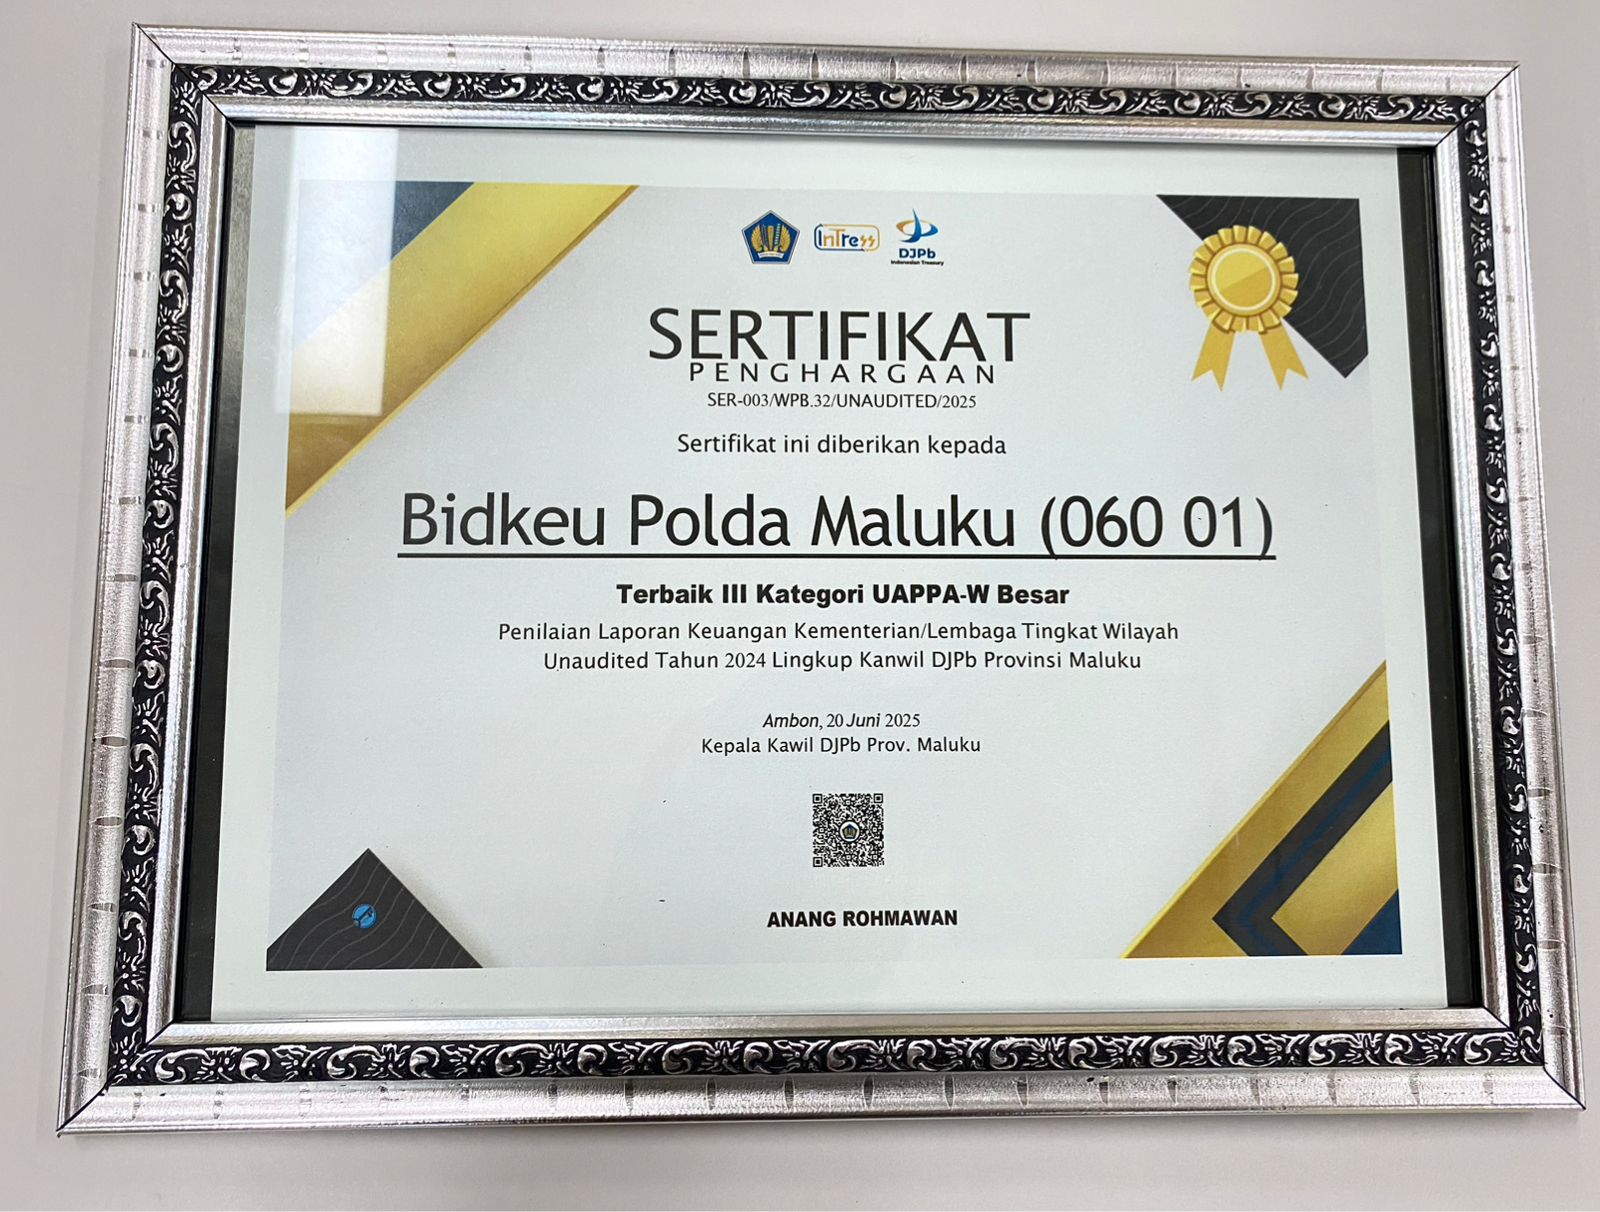 InTress
DJPb
Indonesian Treasury
SERTIFIKAT
PENGHARGAAN
SER-003/WPB.32/UNAUDITED/2025
Sertifikat ini diberikan kepada
Bidkeu Polda Maluku (060 01)
Terbaik III Kategori UAPPA-W Besar
Penilaian Laporan Keuangan Kementerian/Lembaga Tingkat Wilayah
Unaudited Tahun 2024 Lingkup Kanwil DJPb Provinsi Maluku
Ambon, 20 Juni 2025
Kepala Kawil DJPb Prov. Maluku
ANANG ROHMAWAN